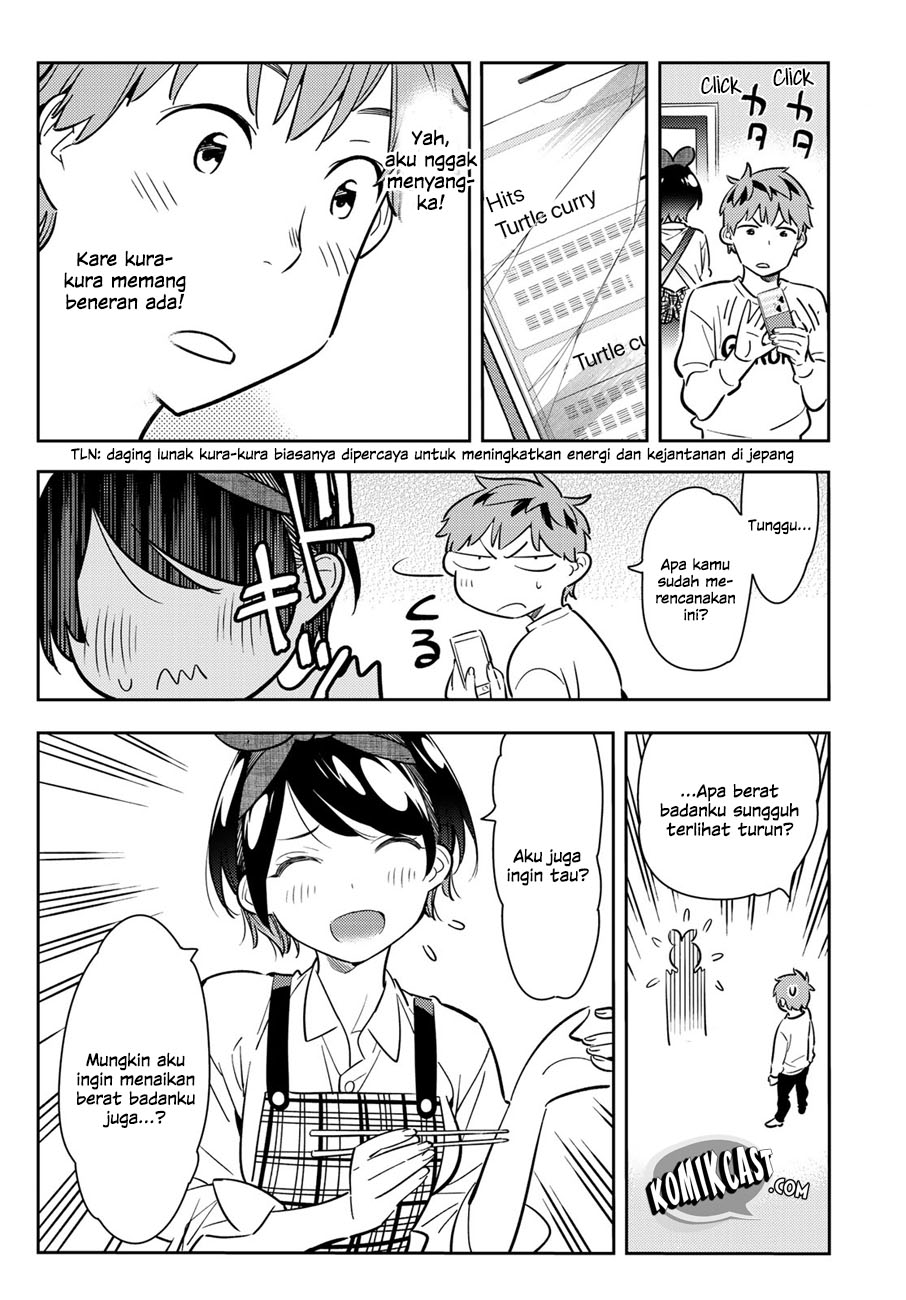 Click
カタ
Click
カタ
Hits
Turtle curry
Turtle cu
Yah,
aku nggak
menyang-
ka!
Kare kura-
kura memang
beneran ada!
TLN: daging lunak kura-kura biasanya dipercaya untuk meningkatkan energi dan kejantanan di jepang
Tunggu...
Apa kamu
sudah me-
rencanakan
ini?
くる
ギ
...Apa berat
badanku sungguh
terlihat turun?
Aku juga
ingin tau?
Mungkin aku
ingin menaikan
berat badanku
juga...?
KOMIKCAST
.COM